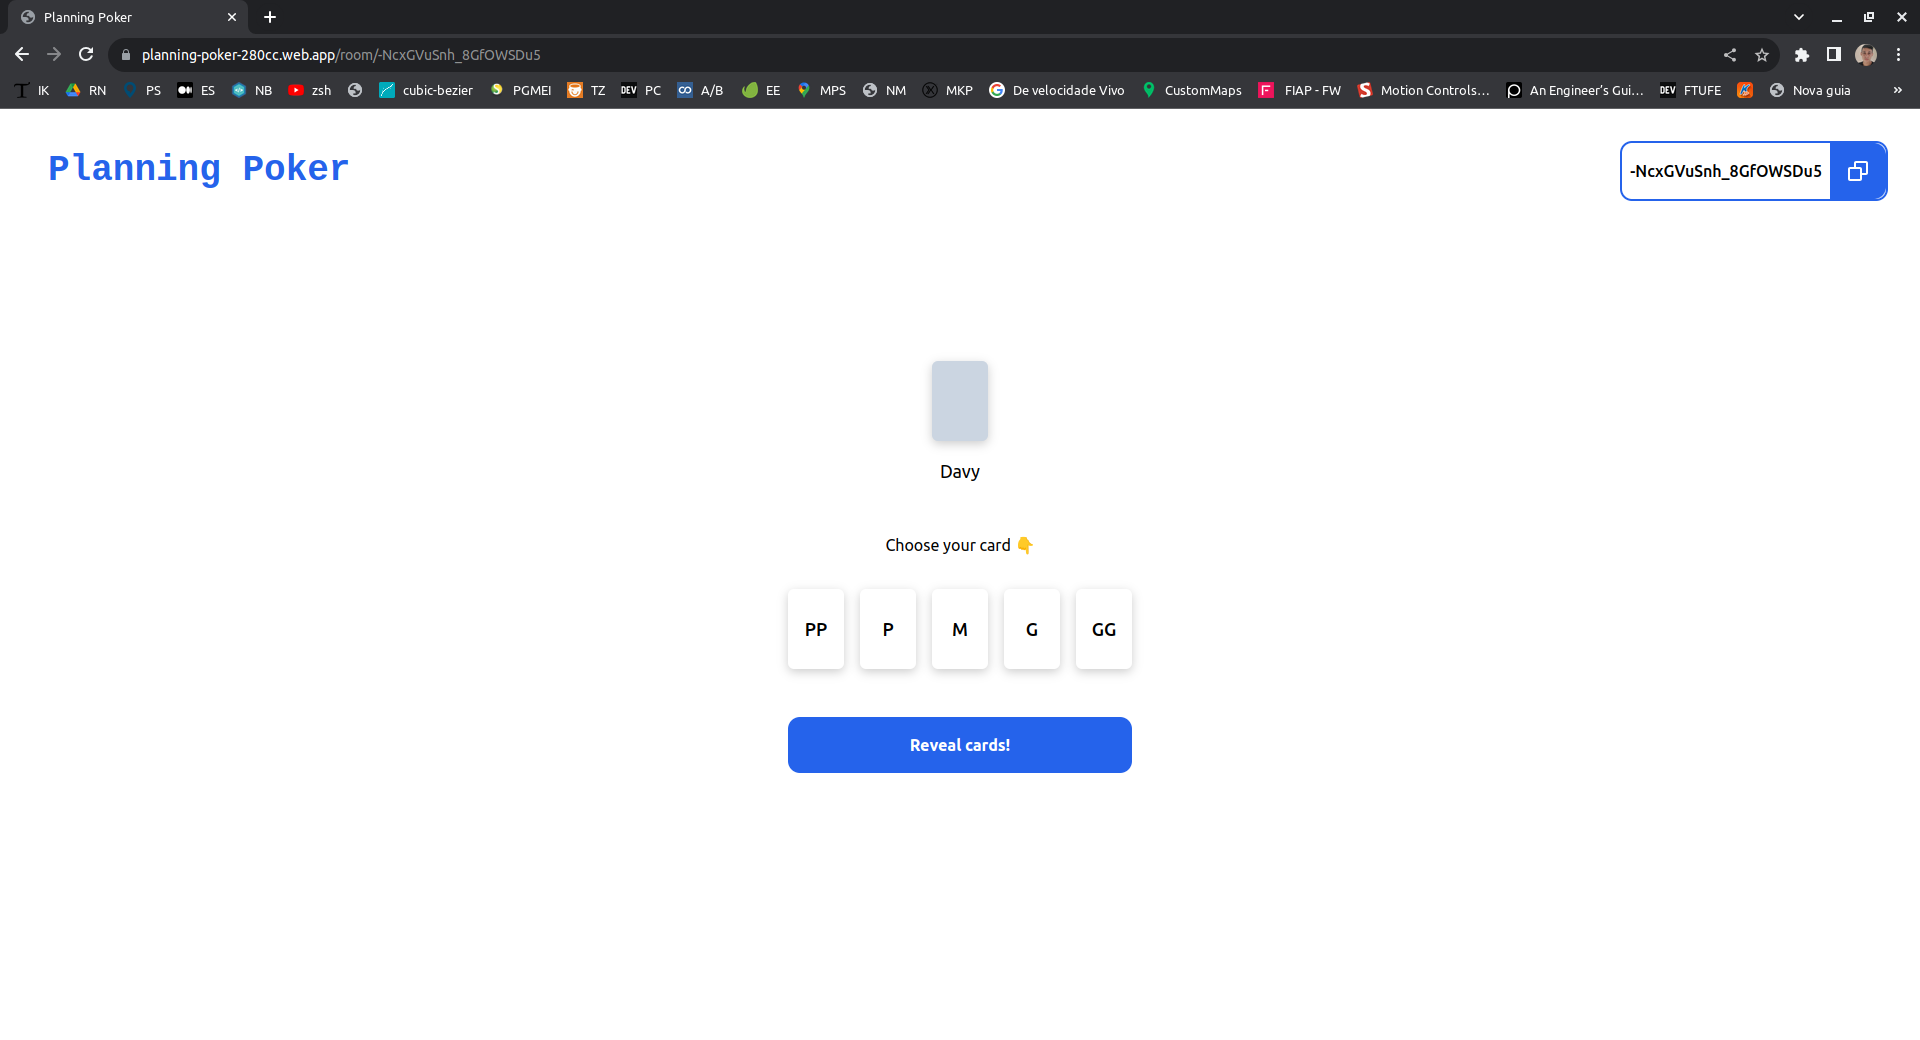 Planning Poker
planning-poker-280cc.web.app/room/-NcxGVuSnh_8GfOWSDu5
IK RN PS ES NB zsh cubic-bezier PGMEI TZ DEV PC A/B EE MPS NM MKP De velocidade Vivo CustomMaps FIAP - FW Motion Controls... An Engineer's Gui... DEV FTUFE Nova guia »
Planning Poker
-NcxGVuSnh_8GfOWSDu5
Davy
Choose your card 👇
PP P M G GG
Reveal cards!